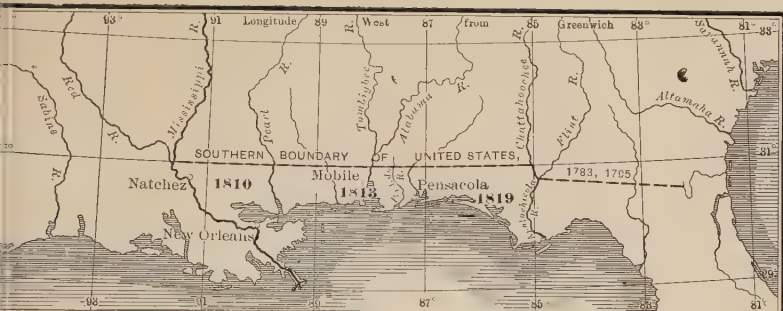 93° 91 Longitude 89 West 87 from 85 Greenwich 83° 81° 33°
Sabine R.
Red R.
Mississippi R.
Pearl R.
Tombigbee R.
Alabama R.
Chattahoochee R.
Flint R.
Savannah R.
Altamaha R.
SOUTHERN BOUNDARY OF UNITED STATES, 1783, 1795
31°
Natchez
1810
Mobile
1813
R.
Pensacola
1819
Apalachicola R.
New Orleans
29°
93 91 89 87° 85 83 81°